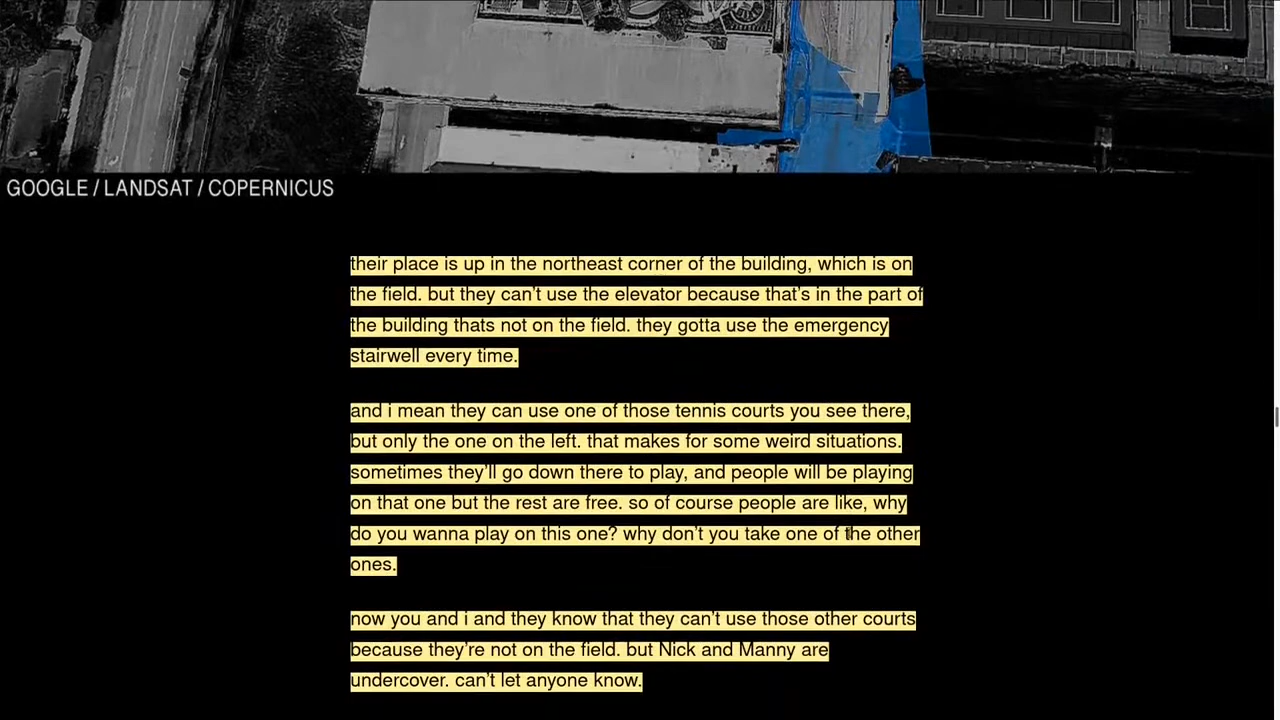 GOOGLE / LANDSAT / COPERNICUS
their place is up in the northeast corner of the building, which is on
the field. but they can’t use the elevator because that’s in the part of
the building thats not on the field. they gotta use the emergency
stairwell every time.
and i mean they can use one of those tennis courts you see there,
but only the one on the left. that makes for some weird situations.
sometimes they’ll go down there to play, and people will be playing
on that one but the rest are free. so of course people are like, why
do you wanna play on this one? why don’t you take one of the other
ones.
now you and i and they know that they can’t use those other courts
because they’re not on the field. but Nick and Manny are
undercover. can’t let anyone know.